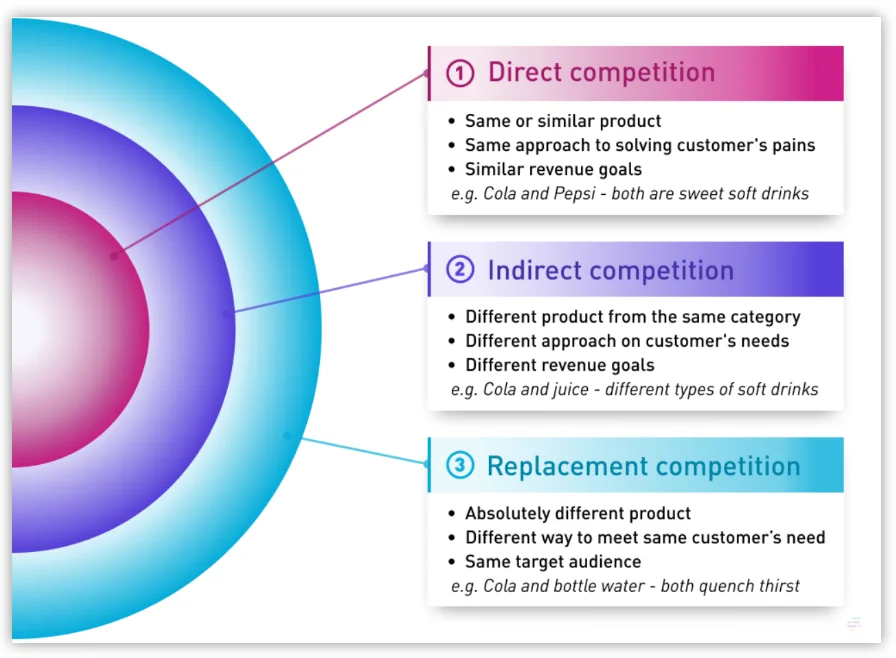 1 Direct competition
• Same or similar product
• Same approach to solving customer's pains
• Similar revenue goals
e.g. Cola and Pepsi - both are sweet soft drinks
2 Indirect competition
• Different product from the same category
• Different approach on customer's needs
• Different revenue goals
e.g. Cola and juice - different types of soft drinks
3 Replacement competition
• Absolutely different product
• Different way to meet same customer's need
• Same target audience
e.g. Cola and bottle water - both quench thirst